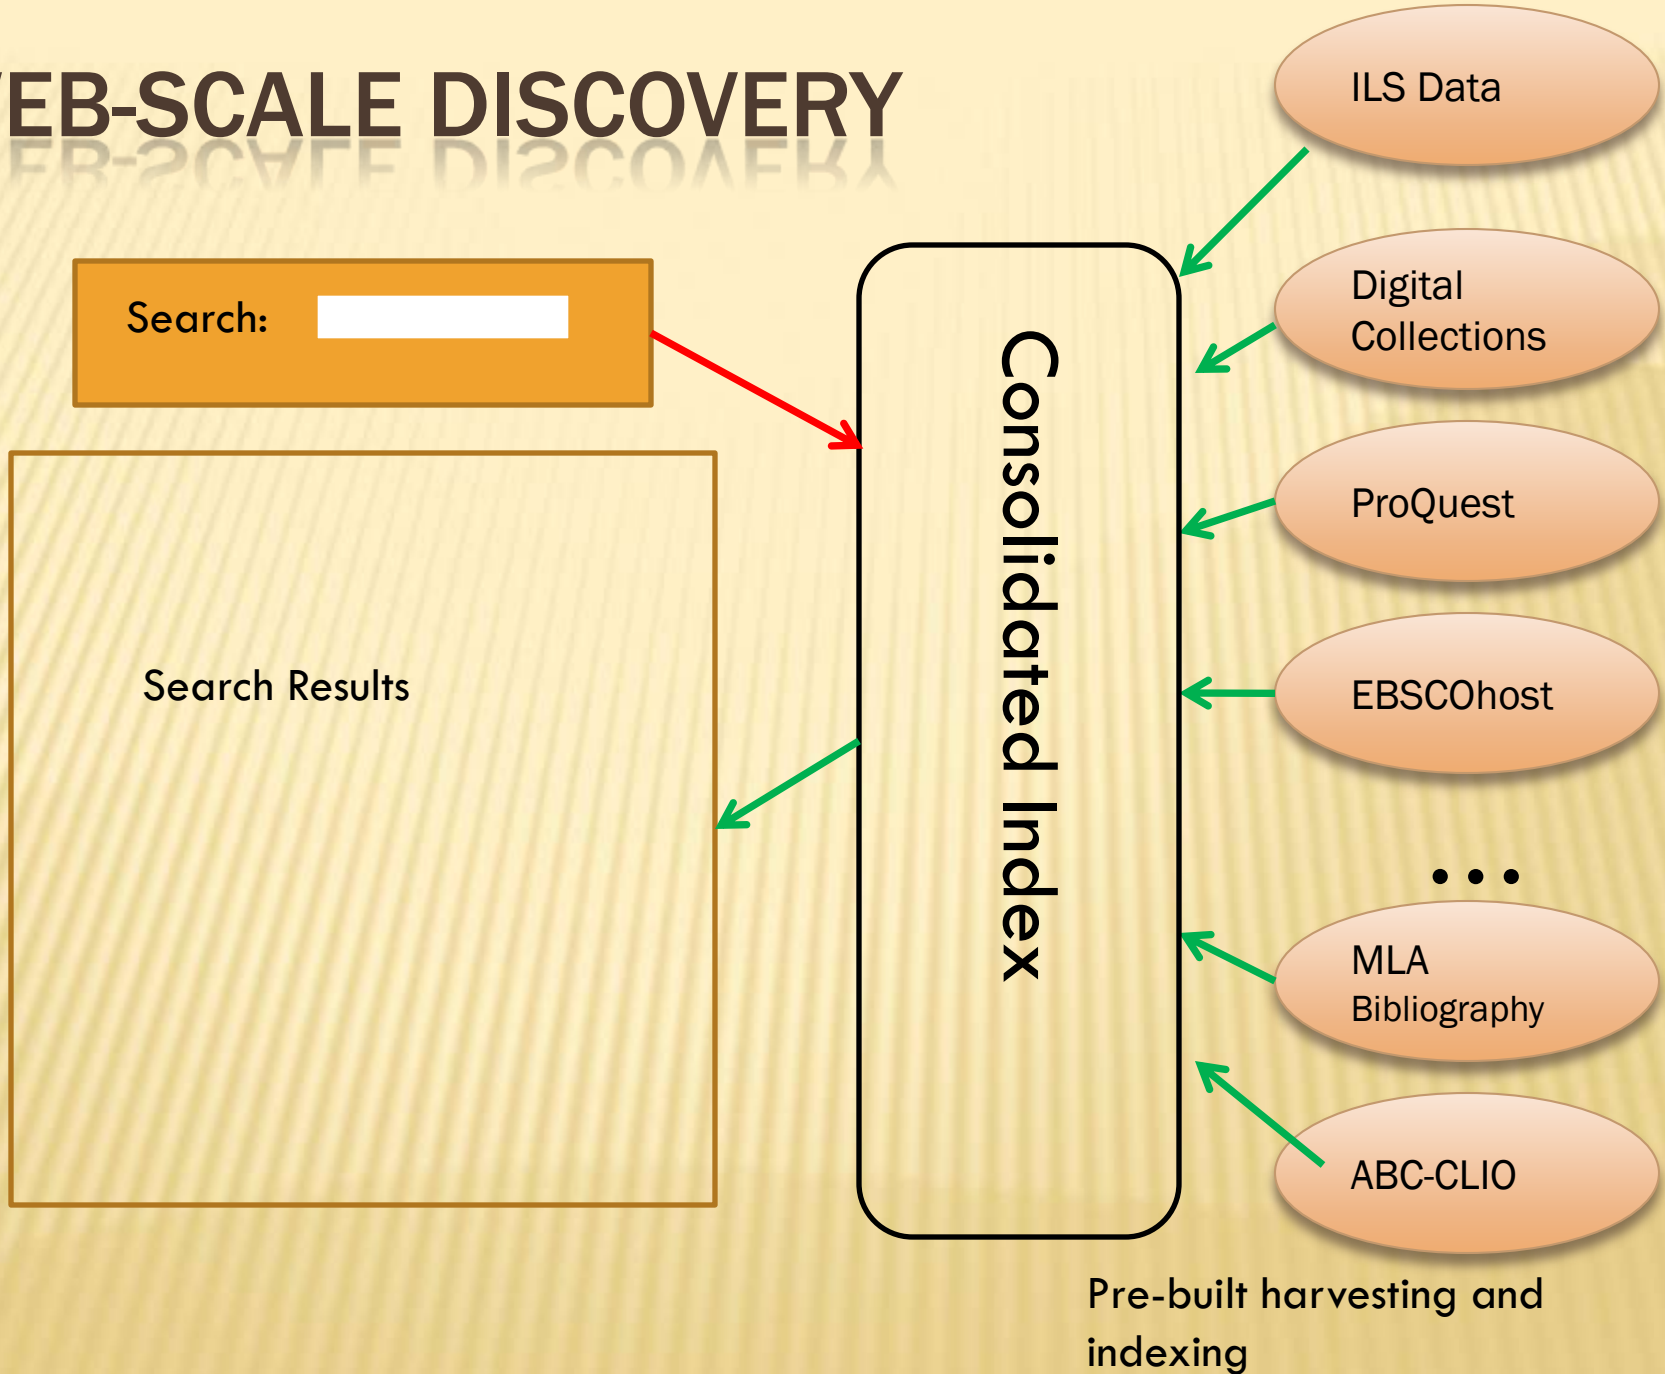 WEB-SCALE DISCOVERY
Search:
Search Results
Consolidated Index
ILS Data
Digital
Collections
ProQuest
EBSCOhost
...
MLA
Bibliography
ABC-CLIO
Pre-built harvesting and
indexing